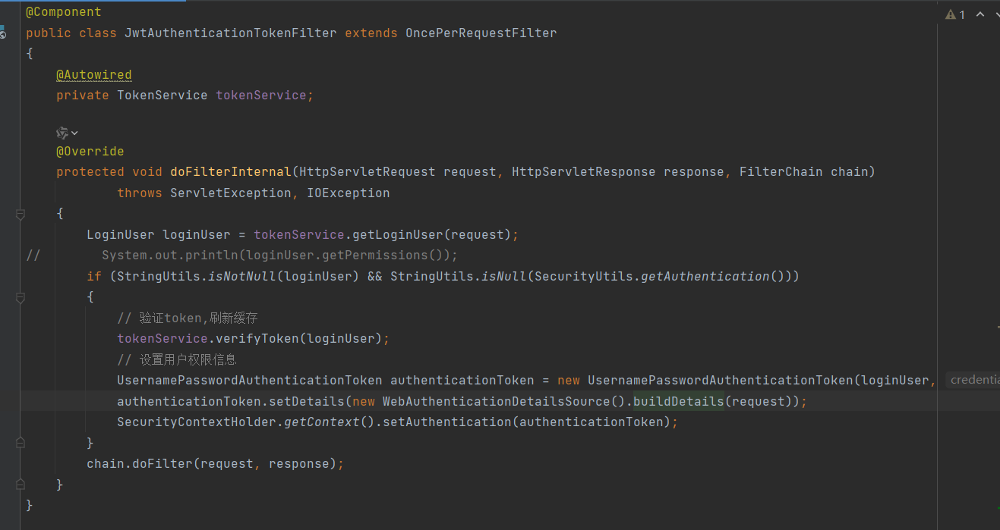 @Component
public class JwtAuthenticationTokenFilter extends OncePerRequestFilter
{
    @Autowired
    private TokenService tokenService;

    @Override
    protected void doFilterInternal(HttpServletRequest request, HttpServletResponse response, FilterChain chain)
            throws ServletException, IOException
    {
        LoginUser loginUser = tokenService.getLoginUser(request);
//        System.out.println(loginUser.getPermissions());
        if (StringUtils.isNotNull(loginUser) && StringUtils.isNull(SecurityUtils.getAuthentication()))
        {
            // 验证token,刷新缓存
            tokenService.verifyToken(loginUser);
            // 设置用户权限信息
            UsernamePasswordAuthenticationToken authenticationToken = new UsernamePasswordAuthenticationToken(loginUser, credentia
            authenticationToken.setDetails(new WebAuthenticationDetailsSource().buildDetails(request));
            SecurityContextHolder.getContext().setAuthentication(authenticationToken);
        }
        chain.doFilter(request, response);
    }
}
1